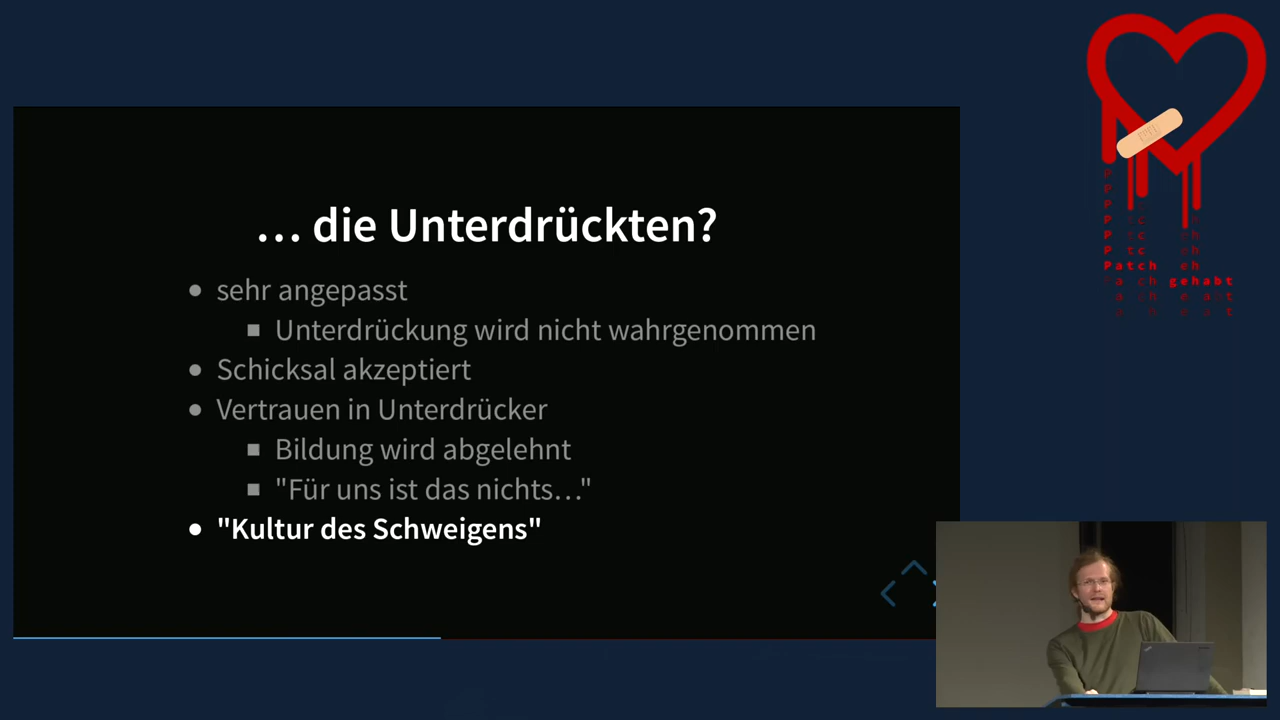 … die Unterdrückten?
sehr angepasst
Unterdrückung wird nicht wahrgenommen
Schicksal akzeptiert
Vertrauen in Unterdrücker
Bildung wird abgelehnt
"Für uns ist das nichts…"
"Kultur des Schweigens"
Patch
gehabt